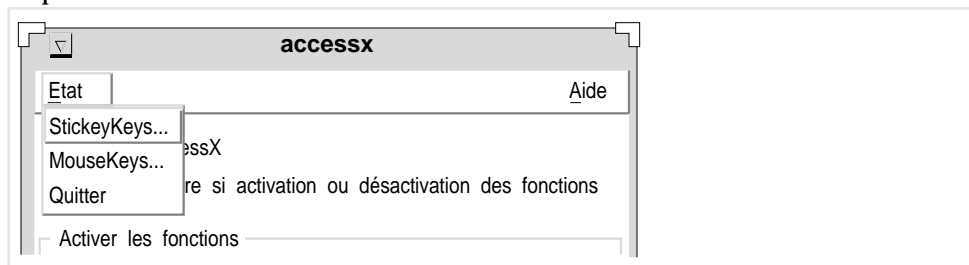 accessx
Etat Aide
StickeyKeys...
essX
MouseKeys...
re si activation ou désactivation des fonctions
Quitter
Activer les fonctions